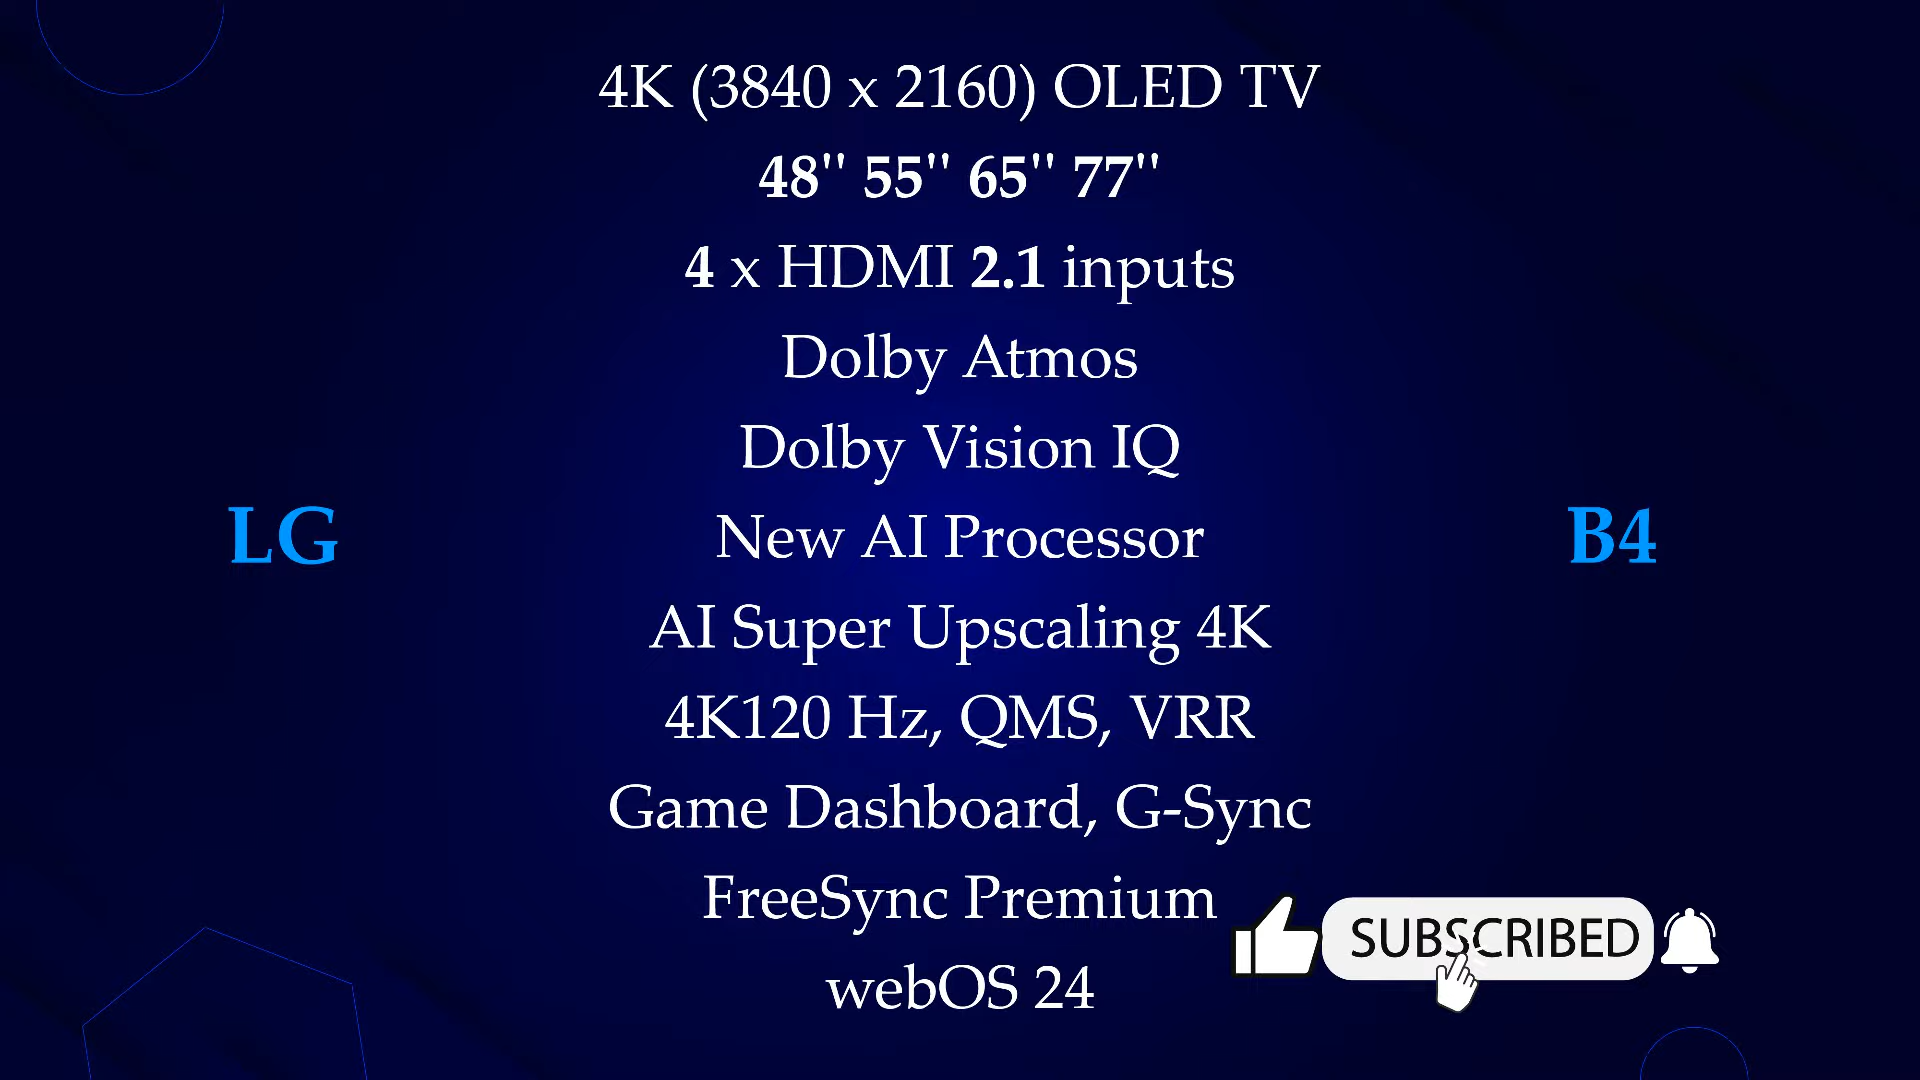 4K (3840 x 2160) OLED TV
48'' 55'' 65'' 77''
4 x HDMI 2.1 inputs
Dolby Atmos
Dolby Vision IQ
LG
New AI Processor
B4
AI Super Upscaling 4K
4K120 Hz, QMS, VRR
Game Dashboard, G-Sync
FreeSync Premium
SUBSCRIBED
webOS 24